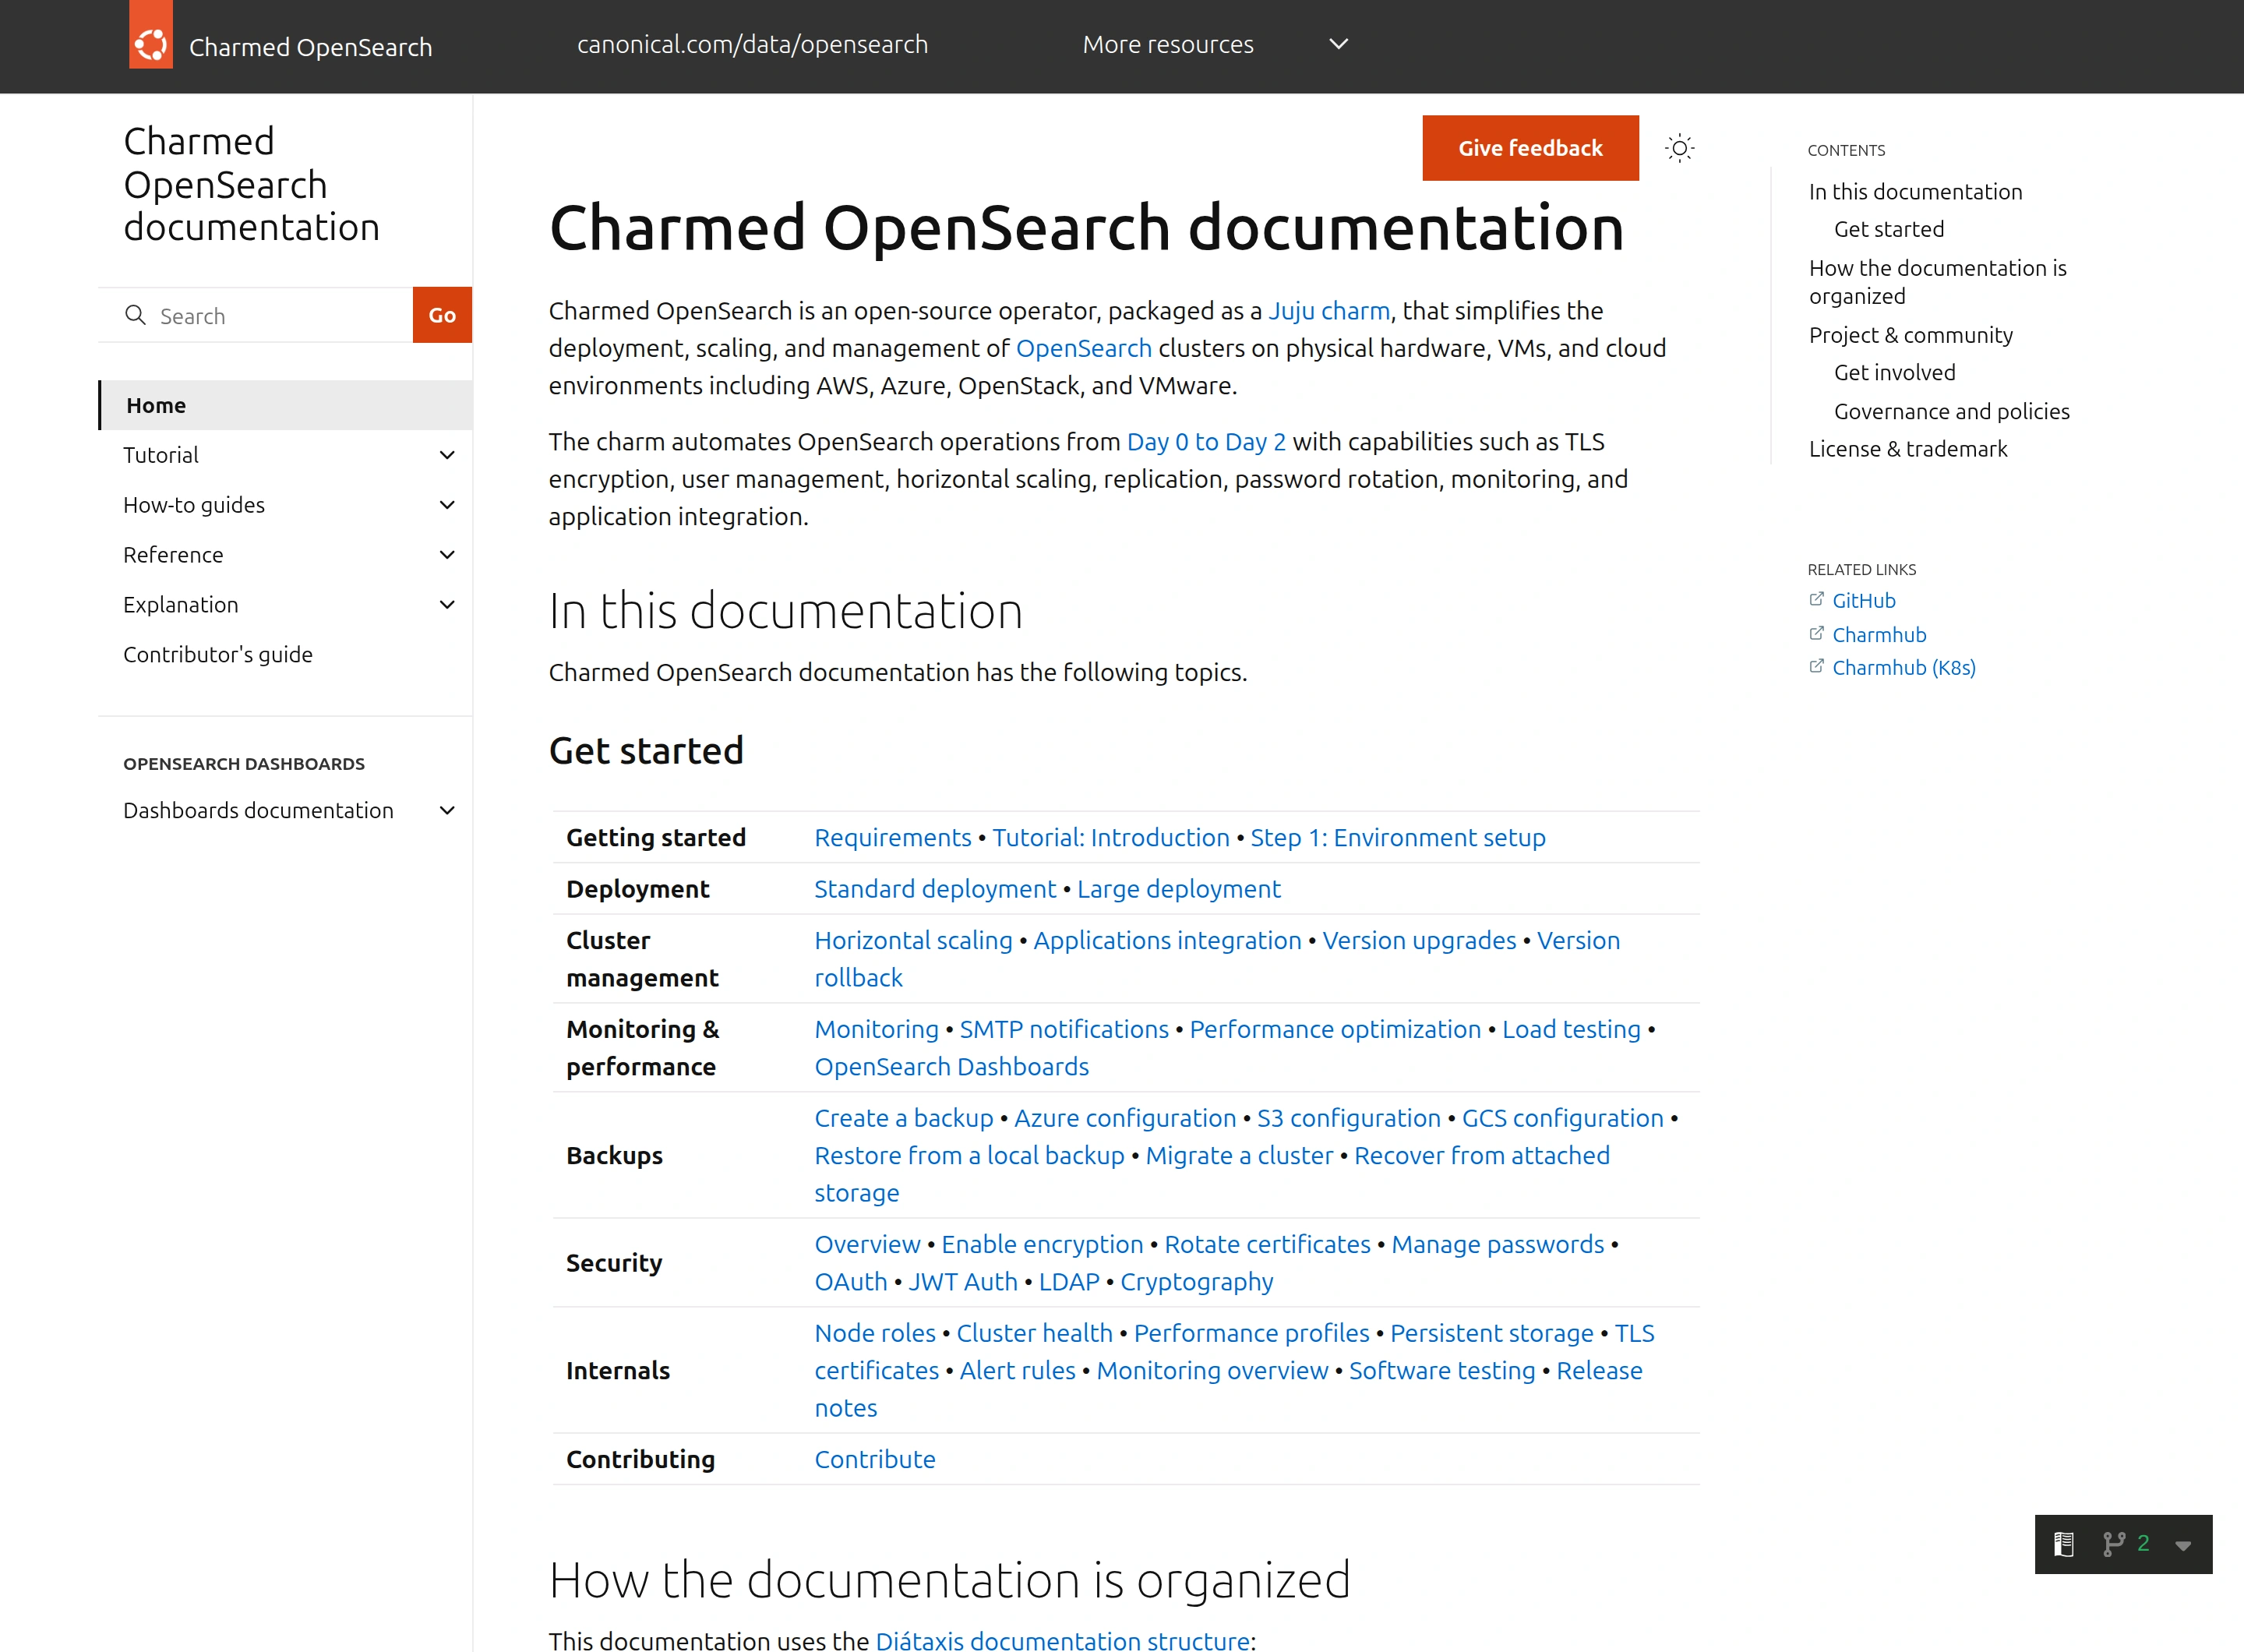 Charmed OpenSearch
canonical.com/data/opensearch
More resources
Charmed
OpenSearch
documentation
Search
Go
Home
Tutorial
How-to guides
Reference
Explanation
Contributor's guide
OPENSEARCH DASHBOARDS
Dashboards documentation
Give feedback
Charmed OpenSearch documentation
Charmed OpenSearch is an open-source operator, packaged as a Juju charm, that simplifies the
deployment, scaling, and management of OpenSearch clusters on physical hardware, VMs, and cloud
environments including AWS, Azure, OpenStack, and VMware.
The charm automates OpenSearch operations from Day 0 to Day 2 with capabilities such as TLS
encryption, user management, horizontal scaling, replication, password rotation, monitoring, and
application integration.
In this documentation
Charmed OpenSearch documentation has the following topics.
Get started
Getting started
Requirements • Tutorial: Introduction • Step 1: Environment setup
Deployment
Standard deployment • Large deployment
Cluster
management
Horizontal scaling • Applications integration • Version upgrades • Version
rollback
Monitoring &
performance
Monitoring • SMTP notifications • Performance optimization • Load testing •
OpenSearch Dashboards
Backups
Create a backup • Azure configuration • S3 configuration • GCS configuration •
Restore from a local backup • Migrate a cluster • Recover from attached
storage
Security
Overview • Enable encryption • Rotate certificates • Manage passwords •
OAuth • JWT Auth • LDAP • Cryptography
Internals
Node roles • Cluster health • Performance profiles • Persistent storage • TLS
certificates • Alert rules • Monitoring overview • Software testing • Release
notes
Contributing
Contribute
How the documentation is organized
This documentation uses the Diátaxis documentation structure:
CONTENTS
In this documentation
Get started
How the documentation is
organized
Project & community
Get involved
Governance and policies
License & trademark
RELATED LINKS
GitHub
Charmhub
Charmhub (K8s)
2